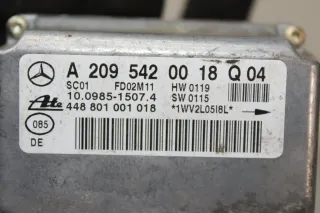 A 209 542 00 18 Q 04
SC01 FD02M11 HW 0119
Ate 10.0985-1507.4 SW 0115
448 801 001 018 *1WV2L05I8L*
085
DE